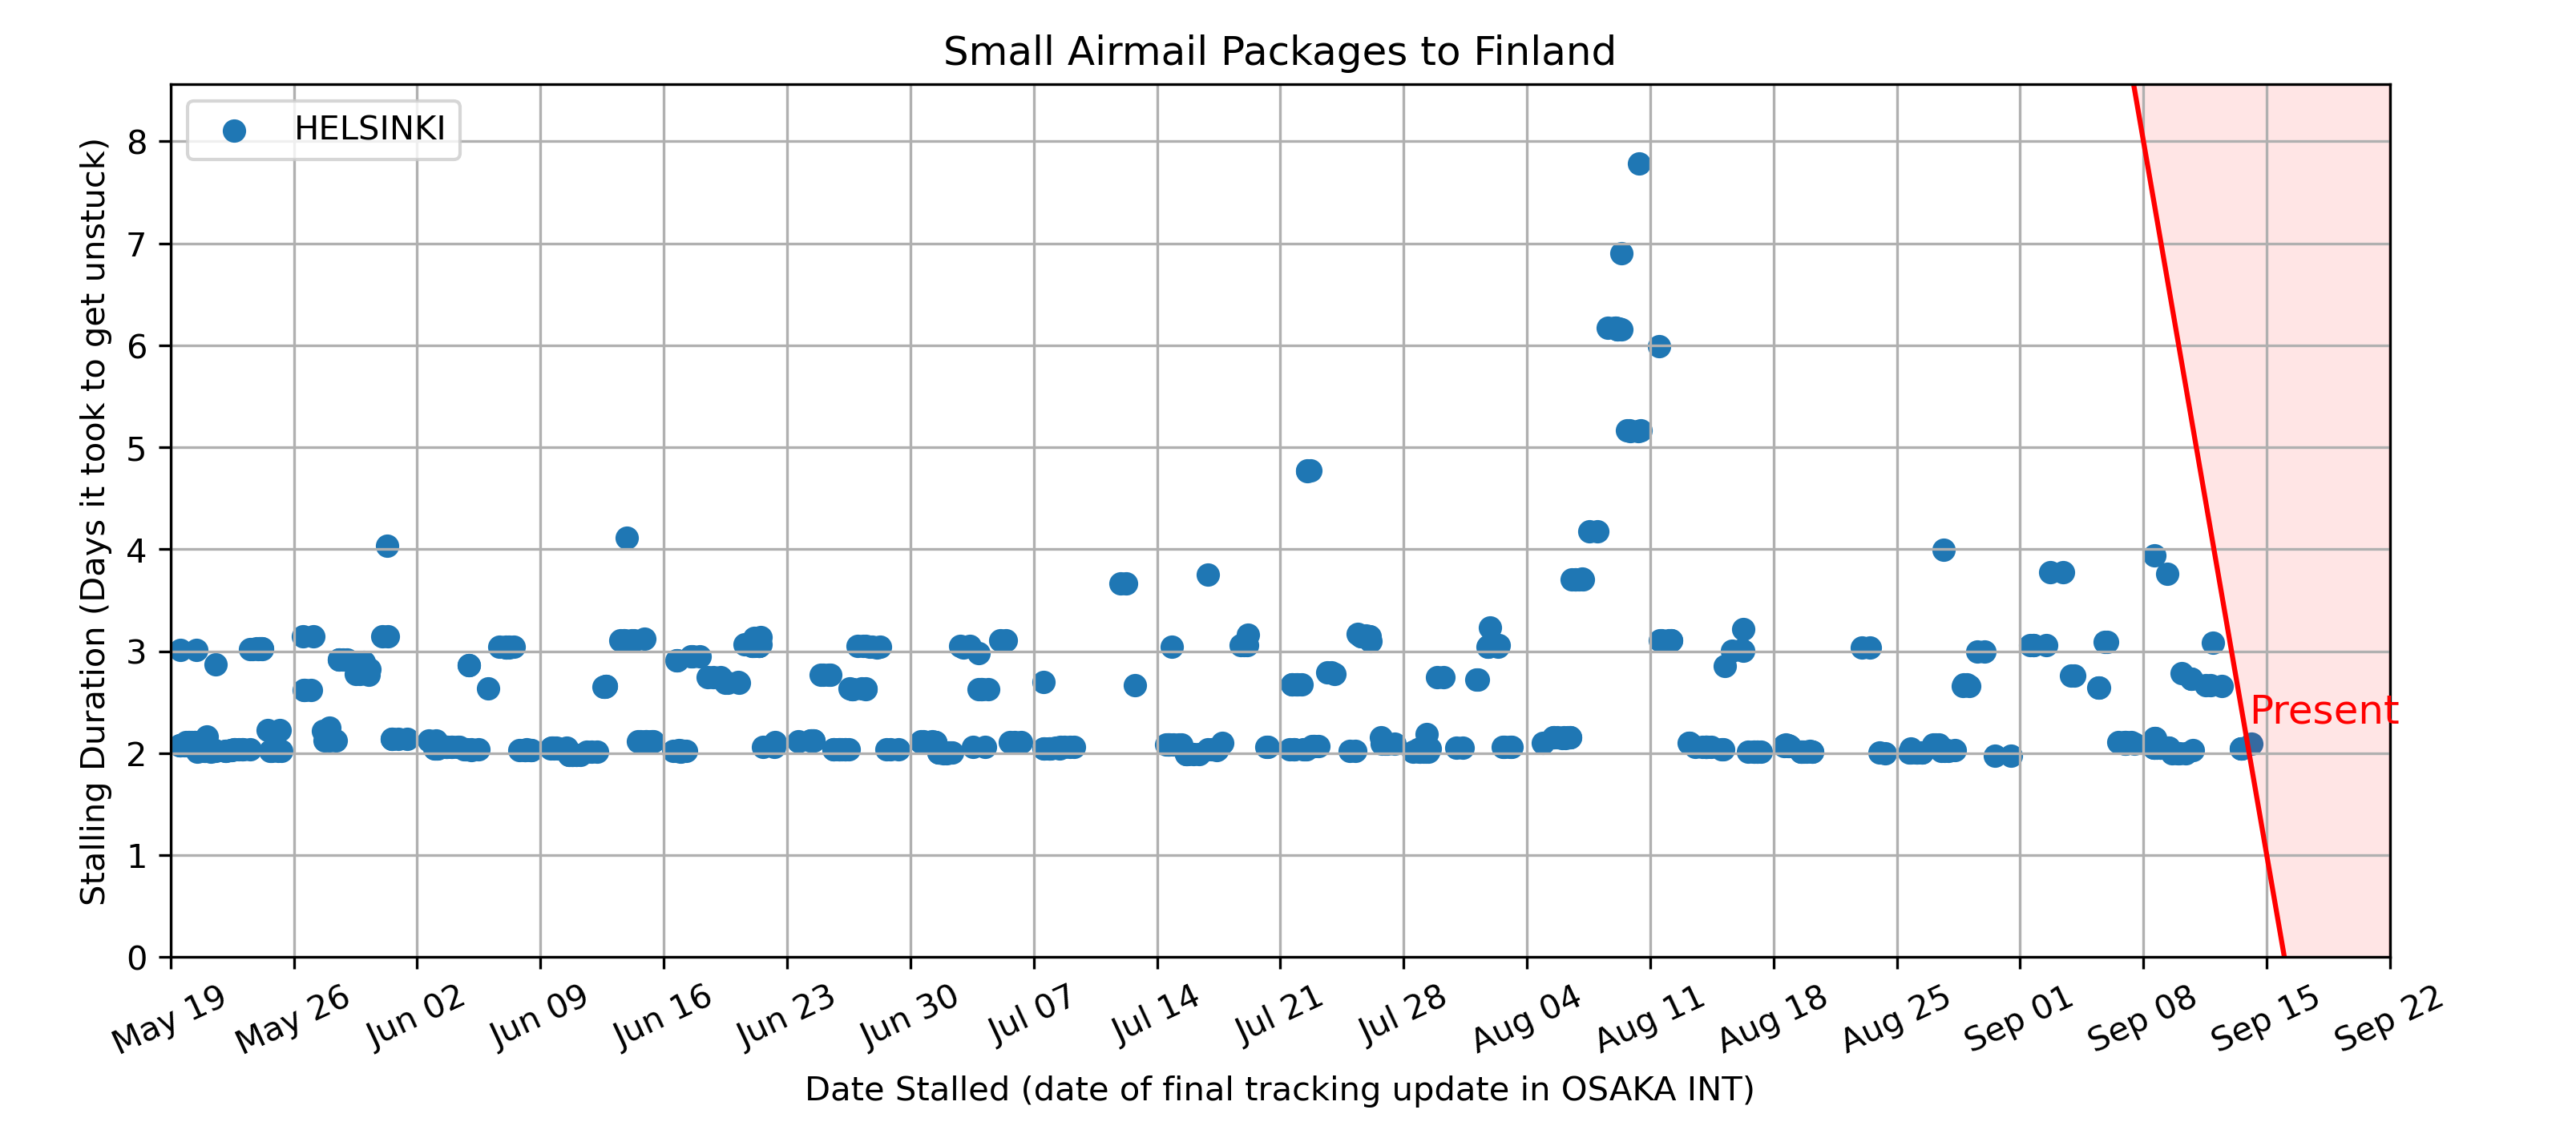 Small Airmail Packages to Finland
HELSINKI
8
7
6
5
4
3
2
1
0
Stalling Duration (Days it took to get unstuck)
Present
May 19
May 26
Jun 02
Jun 09
Jun 16
Jun 23
Jun 30
Jul 07
Jul 14
Jul 21
Jul 28
Aug 04
Aug 11
Aug 18
Aug 25
Sep 01
Sep 08
Sep 15
Sep 22
Date Stalled (date of final tracking update in OSAKA INT)